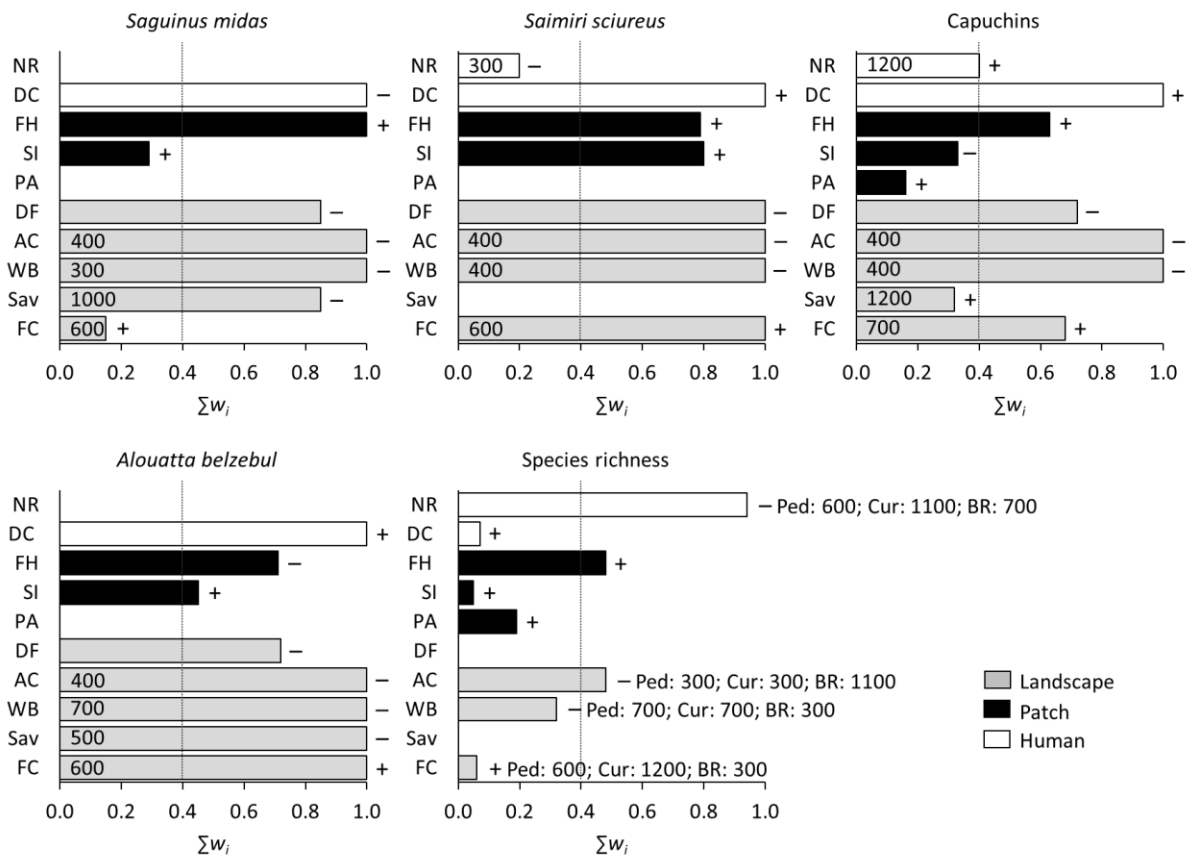 Saguinus midas
NR
DC –
FH +
SI +
PA
DF –
AC 400 –
WB 300 –
Sav 1000 –
FC 600 +
0.0 0.2 0.4 0.6 0.8 1.0
∑wi
Saimiri sciureus
NR 300 –
DC +
FH +
SI +
PA
DF –
AC 400 –
WB 400 –
Sav
FC 600 +
0.0 0.2 0.4 0.6 0.8 1.0
∑wi
Capuchins
NR 1200 +
DC +
FH +
SI –
PA +
DF –
AC 400 –
WB 400 –
Sav 1200 +
FC 700 +
0.0 0.2 0.4 0.6 0.8 1.0
∑wi
Alouatta belzebul
NR
DC +
FH –
SI +
PA
DF –
AC 400 –
WB 700 –
Sav 500 –
FC 600 +
0.0 0.2 0.4 0.6 0.8 1.0
∑wi
Species richness
NR – Ped: 600; Cur: 1100; BR: 700
DC +
FH +
SI +
PA +
DF
AC – Ped: 300; Cur: 300; BR: 1100
WB – Ped: 700; Cur: 700; BR: 300
Sav
FC + Ped: 600; Cur: 1200; BR: 300
0.0 0.2 0.4 0.6 0.8 1.0
∑wi
Landscape
Patch
Human